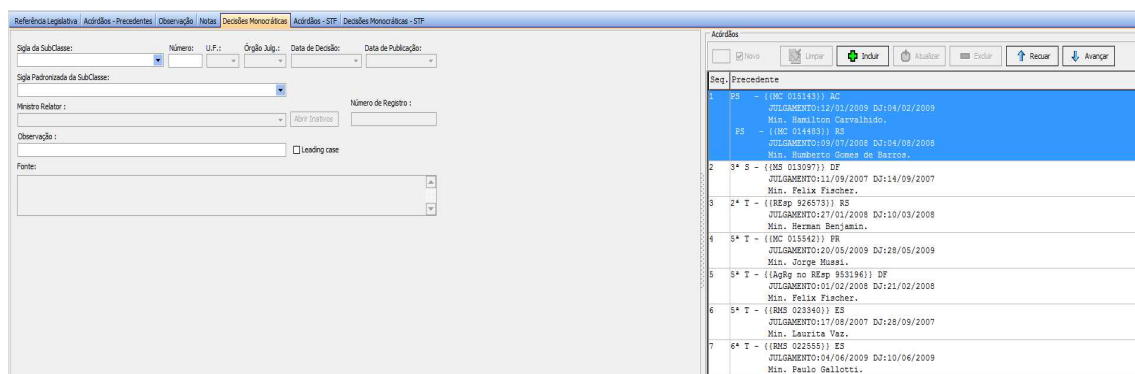 Referência Legislativa Acórdãos - Precedentes Observação Notas Decisões Monocráticas Acórdãos - STF Decisões Monocráticas - STF
Sigla da SubClasse: Número: U.F.: Órgão Julg.: Data de Decisão: Data de Publicação:
Sigla Padronizada da SubClasse:
Ministro Relator : Número de Registro :
Abrir Inativos
Observação :
Leading case
Fonte:
Acórdãos
Novo Limpar Incluir Atualizar Excluir Recuar Avançar
Seq. Precedente
1 PS - ((MC 015143)) AC
JULGAMENTO:12/01/2009 DJ:04/02/2009
Min. Hamilton Carvalhido.
PS - ((MC 014483)) RS
JULGAMENTO:09/07/2008 DJ:04/08/2008
Min. Humberto Gomes de Barros.
2 3ª S - ((MS 013097)) DF
JULGAMENTO:11/09/2007 DJ:14/09/2007
Min. Felix Fischer.
3 2ª T - ((REsp 926573)) RS
JULGAMENTO:27/01/2008 DJ:10/03/2008
Min. Herman Benjamin.
4 5ª T - ((MC 015542)) PR
JULGAMENTO:20/05/2009 DJ:28/05/2009
Min. Jorge Mussi.
5 5ª T - ((AgRg no REsp 953196)) DF
JULGAMENTO:01/02/2008 DJ:21/02/2008
Min. Felix Fischer.
6 5ª T - ((RMS 023340)) ES
JULGAMENTO:17/08/2007 DJ:28/09/2007
Min. Laurita Vaz.
7 6ª T - ((RMS 022555)) ES
JULGAMENTO:04/06/2009 DJ:10/06/2009
Min. Paulo Gallotti.